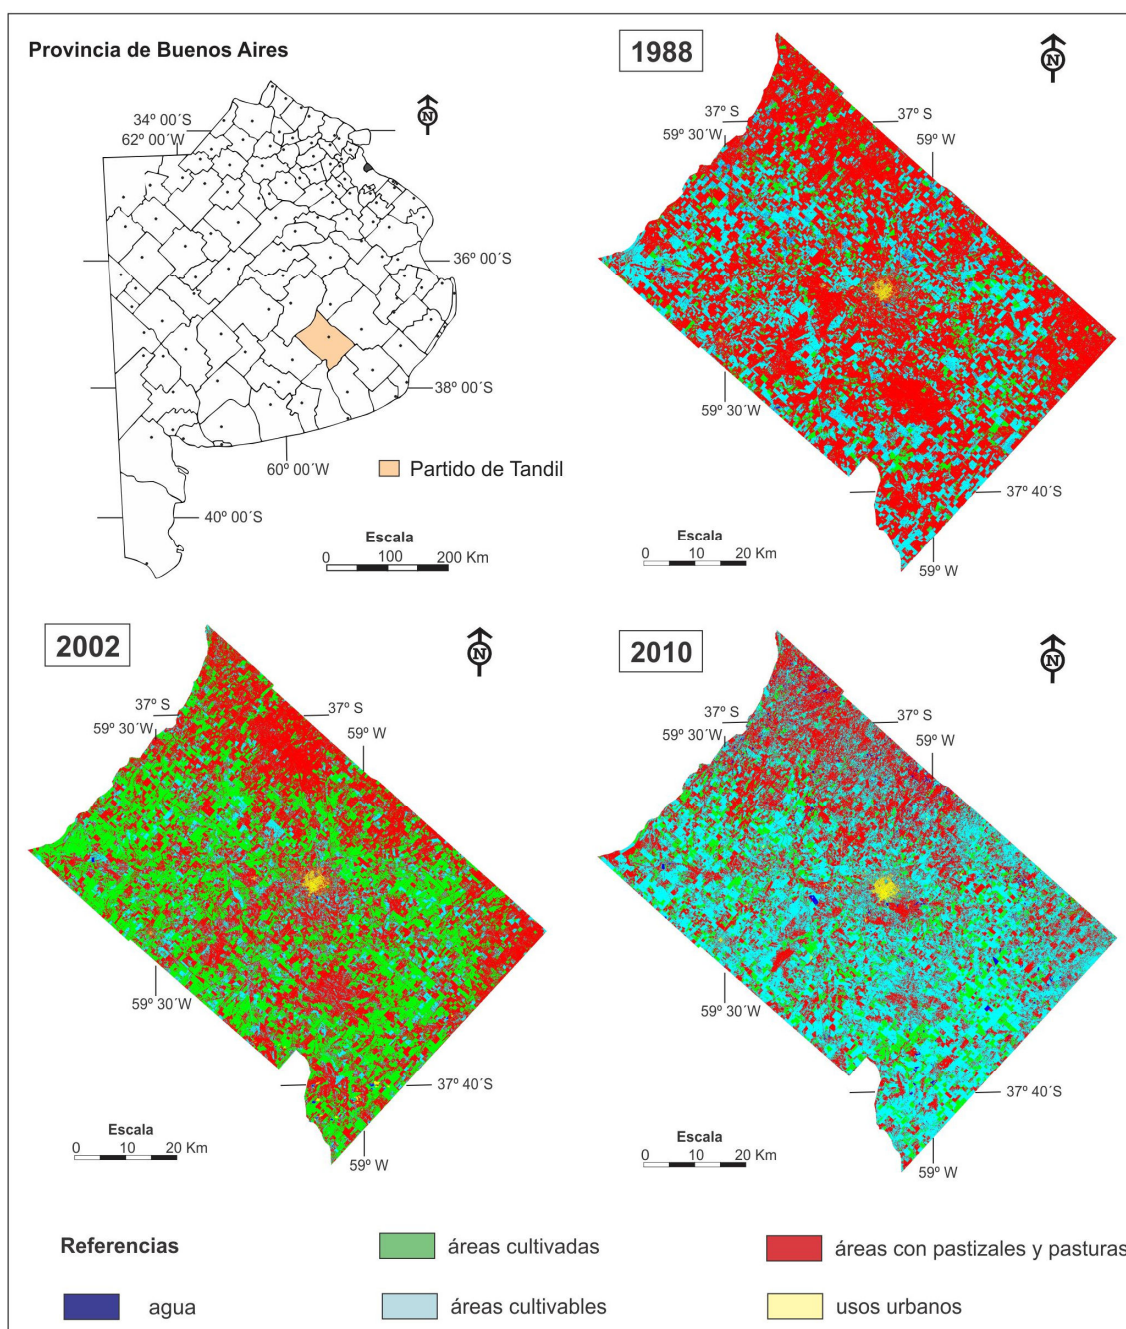 Provincia de Buenos Aires
N
34º 00´S
62º 00´W
36º 00´S
38º 00´S
60º 00´W
Partido de Tandil
40º 00´S
Escala
0 100 200 Km
1988
N
37º S
59º 30´W
37º S
59º W
59º 30´W
37º 40´S
Escala
0 10 20 Km
59º W
2002
N
37º S
59º 30´W
37º S
59º W
59º 30´W
37º 40´S
Escala
0 10 20 Km
59º W
2010
N
37º S
59º 30´W
37º S
59º W
59º 30´W
37º 40´S
Escala
0 10 20 Km
59º W
Referencias
áreas cultivadas
áreas con pastizales y pasturas
agua
áreas cultivables
usos urbanos